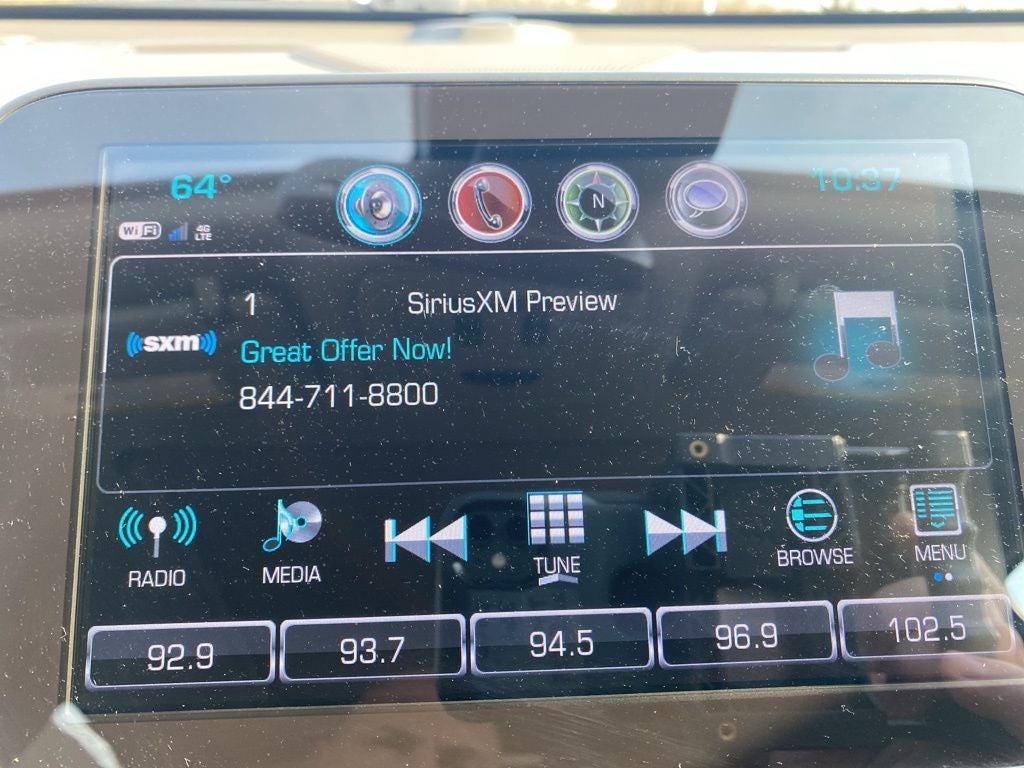 64° 10:37
WiFi 4G LTE
N
1 SiriusXM Preview
sxm
Great Offer Now!
844-711-8800
RADIO MEDIA TUNE BROWSE MENU
92.9 93.7 94.5 96.9 102.5